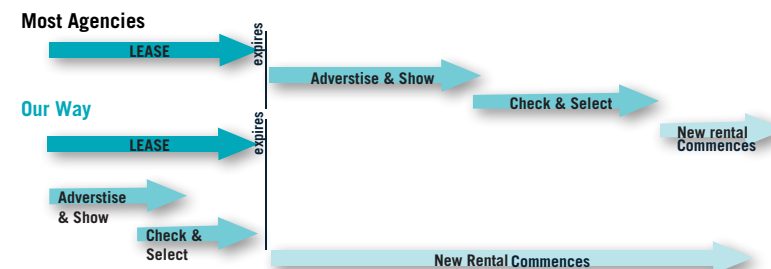 Most Agencies
LEASE
expires
Adverstise & Show
Check & Select
New rental
Commences
Our Way
LEASE
expires
Adverstise
& Show
Check &
Select
New Rental Commences